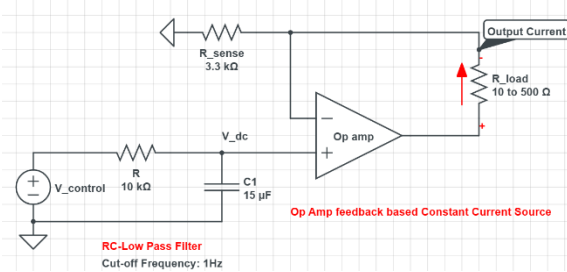 Output Current
R_sense
3.3 kΩ
-
R_load
10 to 500 Ω
+
−
Op amp
+
V_dc
R
10 kΩ
+
−
V_control
C1
15 µF
Op Amp feedback based Constant Current Source
RC-Low Pass Filter
Cut-off Frequency: 1Hz